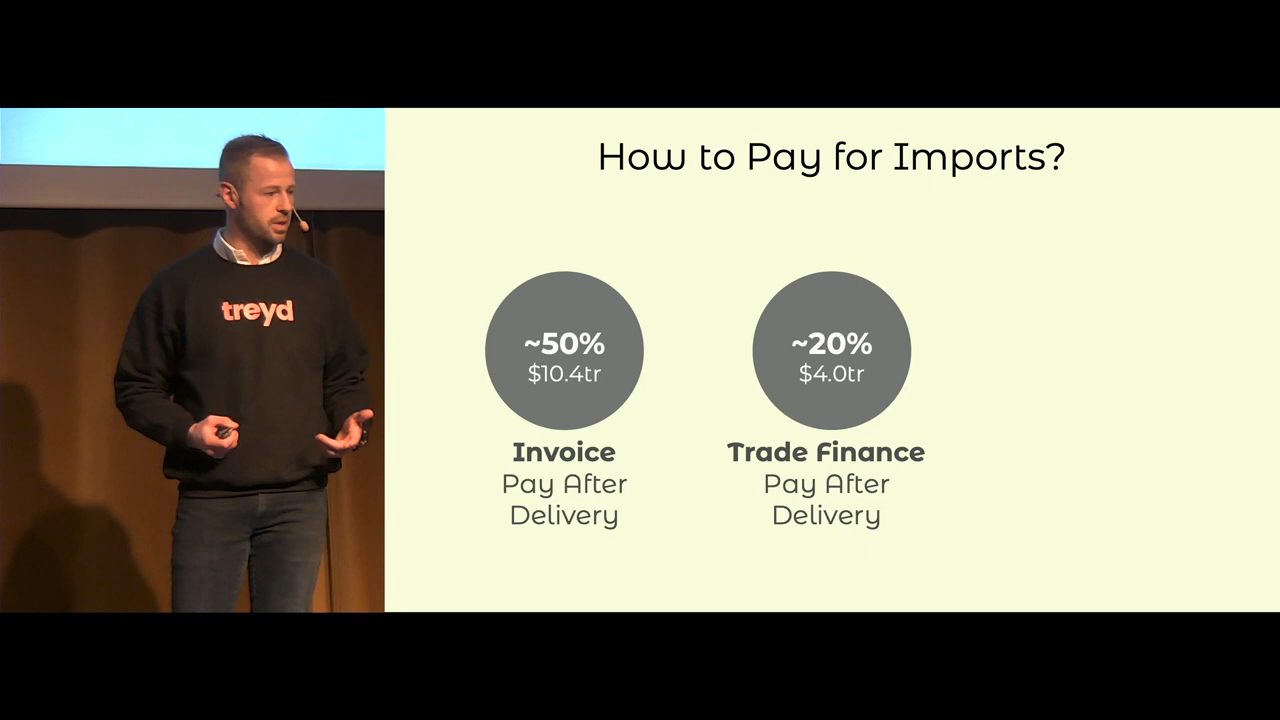 How to Pay for Imports?
treyd
~50%
$10.4tr
Invoice
Pay After
Delivery
~20%
$4.0tr
Trade Finance
Pay After
Delivery